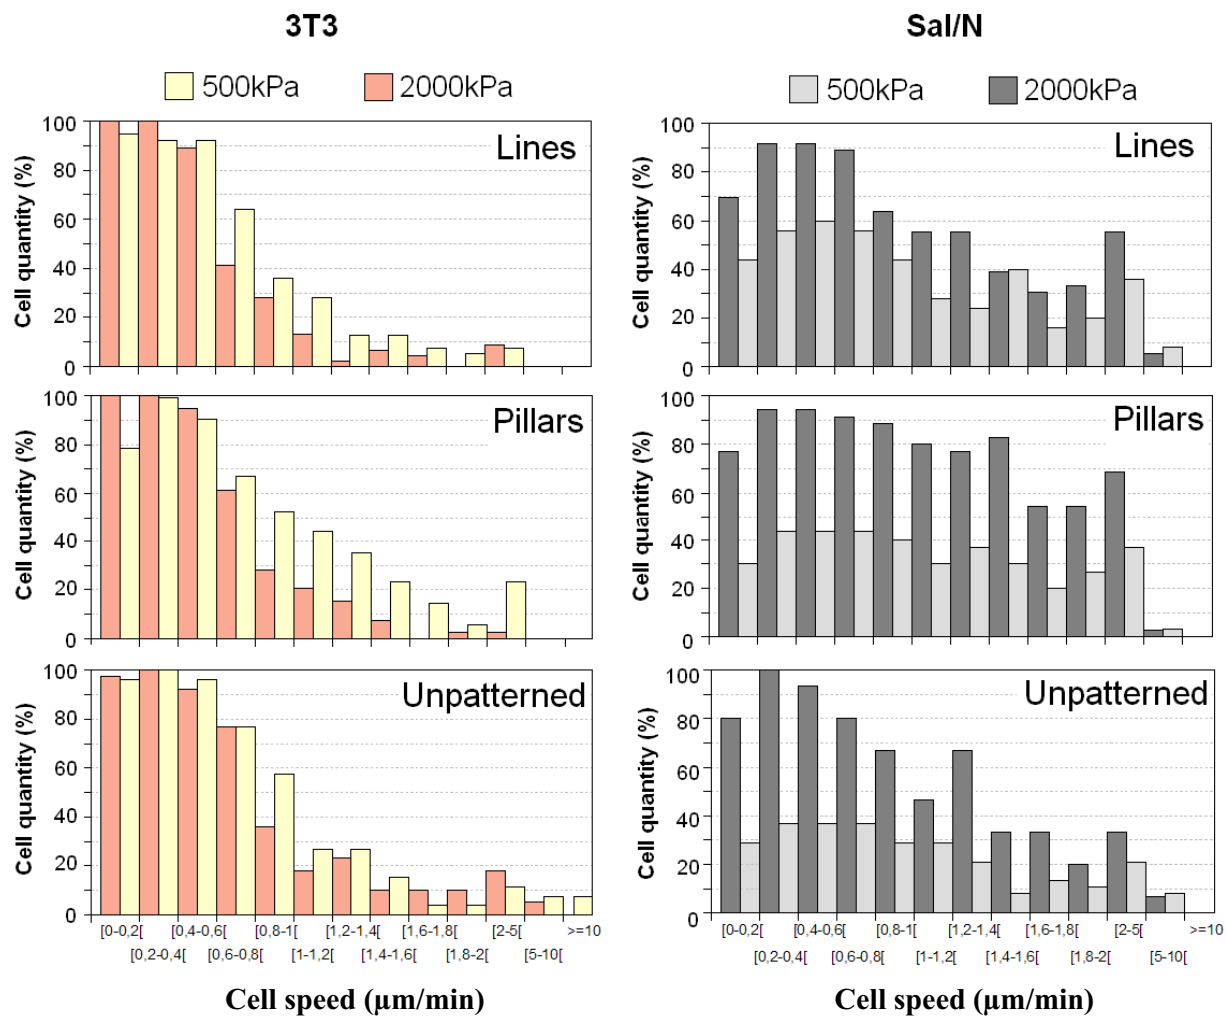 3T3
500kPa 2000kPa
Lines
Cell quantity (%)
100
80
60
40
20
0
Pillars
Cell quantity (%)
100
80
60
40
20
0
Unpatterned
Cell quantity (%)
100
80
60
40
20
0
[0-0,2[ [0,4-0,6[ [0,8-1[ [1,2-1,4[ [1,6-1,8[ [2-5[ >=10
[0,2-0,4[ [0,6-0,8[ [1-1,2[ [1,4-1,6[ [1,8-2[ [5-10[
Cell speed (µm/min)
Sal/N
500kPa 2000kPa
Lines
Cell quantity (%)
100
80
60
40
20
0
Pillars
Cell quantity (%)
100
80
60
40
20
0
Unpatterned
Cell quantity (%)
100
80
60
40
20
0
[0-0,2[ [0,4-0,6[ [0,8-1[ [1,2-1,4[ [1,6-1,8[ [2-5[ >=10
[0,2-0,4[ [0,6-0,8[ [1-1,2[ [1,4-1,6[ [1,8-2[ [5-10[
Cell speed (µm/min)